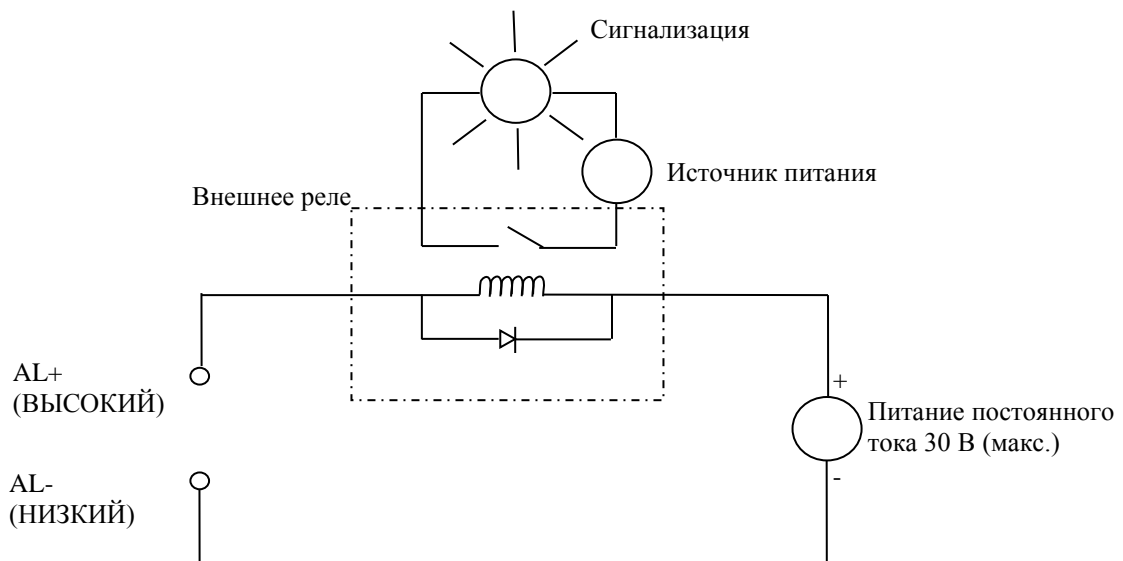 Сигнализация
Источник питания
Внешнее реле
AL+
(ВЫСОКИЙ)
+
Питание постоянного
тока 30 В (макс.)
-
AL-
(НИЗКИЙ)